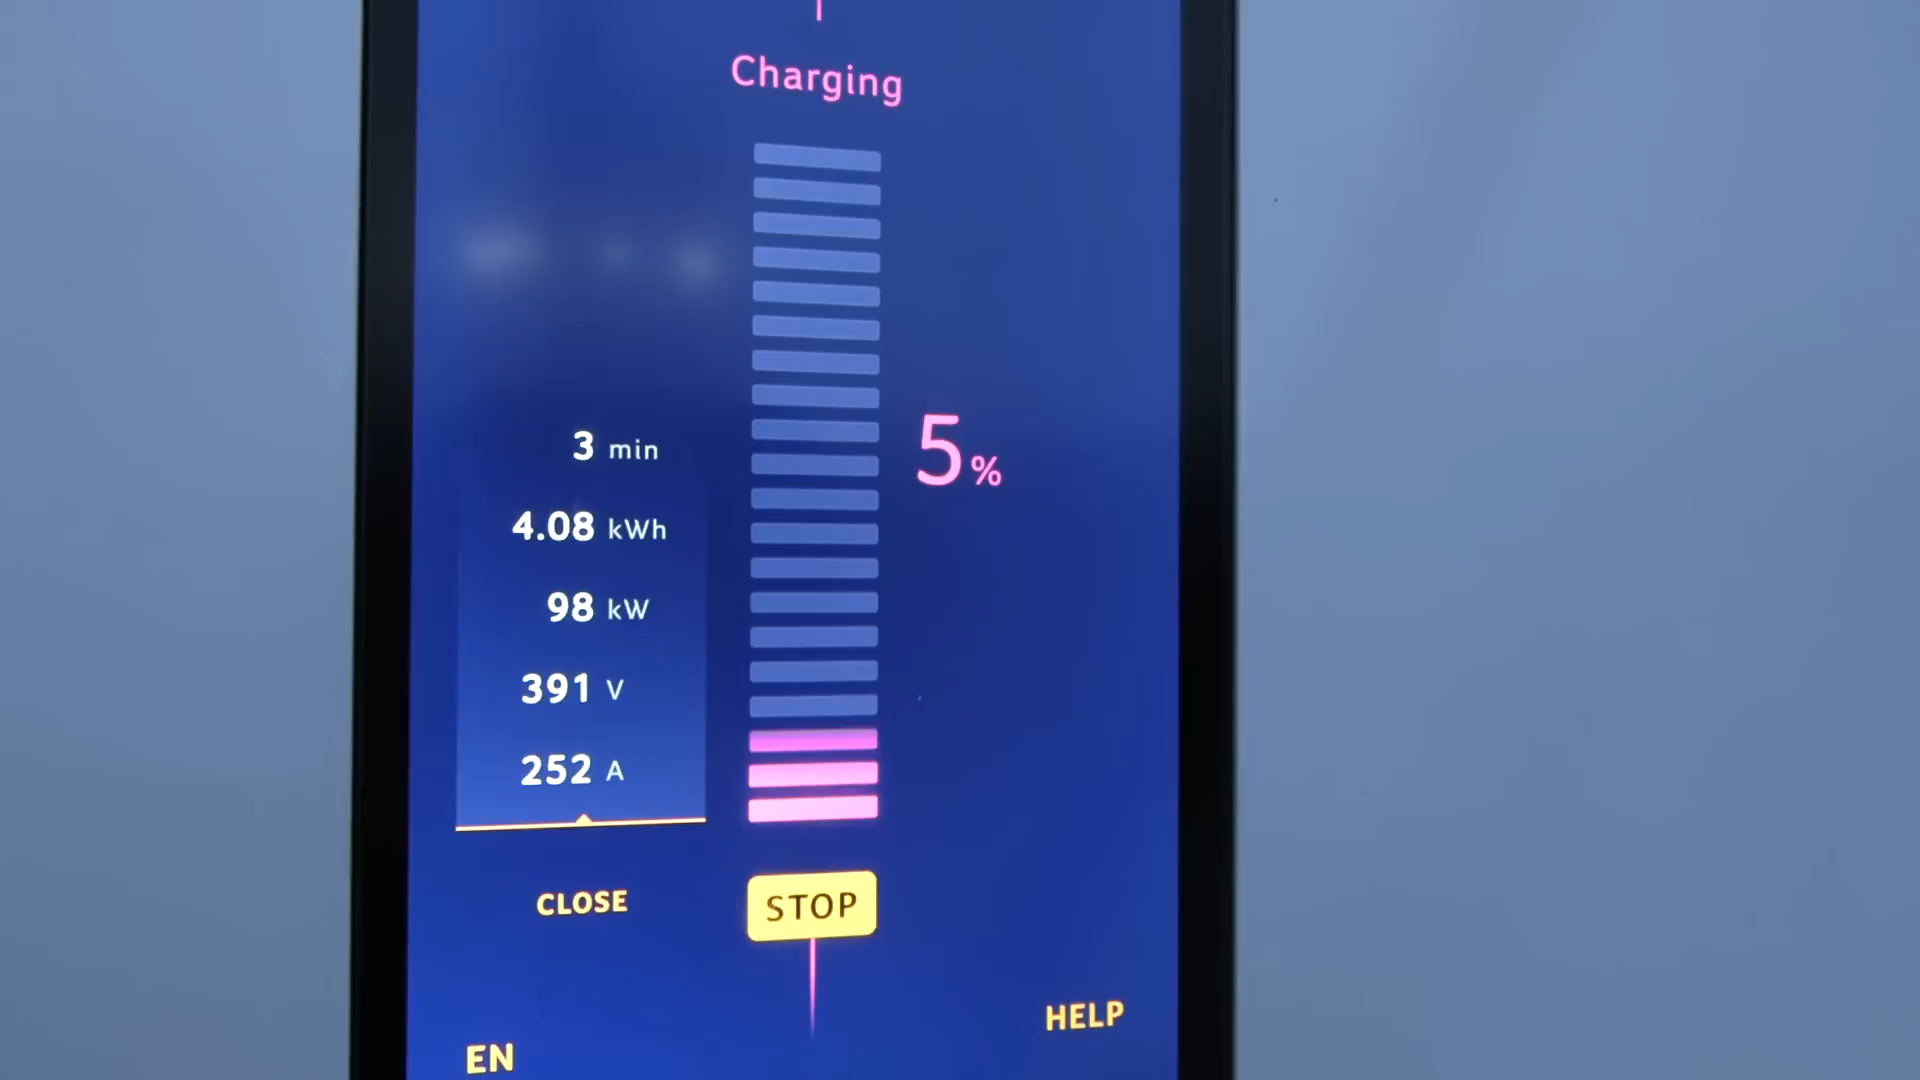 Charging
3 min
4.08 kWh
98 kW
391 V
252 A
5%
CLOSE
STOP
HELP
EN